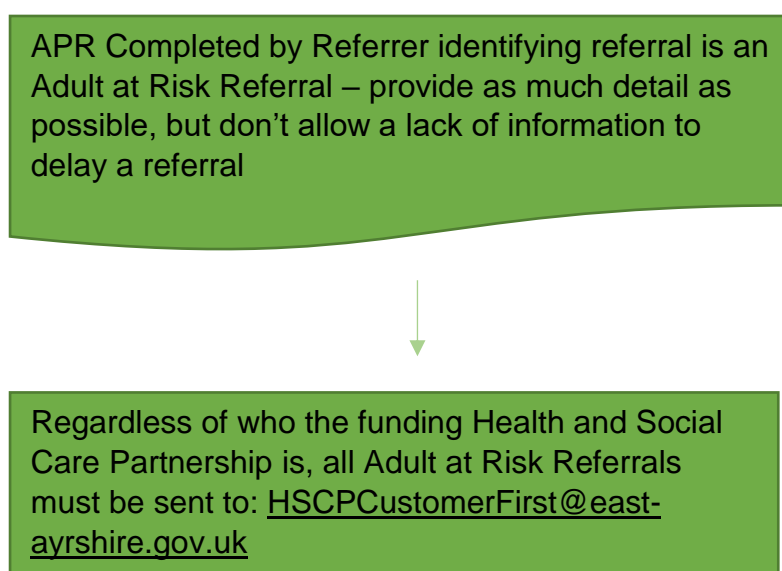 APR Completed by Referrer identifying referral is an
Adult at Risk Referral – provide as much detail as
possible, but don’t allow a lack of information to
delay a referral
Regardless of who the funding Health and Social
Care Partnership is, all Adult at Risk Referrals
must be sent to: HSCPCustomerFirst@east-
ayrshire.gov.uk